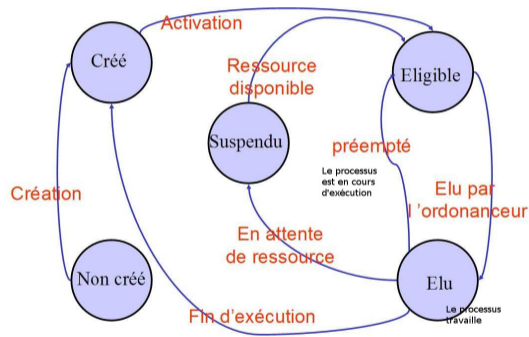 Activation
Créé
Ressource
disponible
Eligible
Suspendu
préempté
Le processus
est en cours
d'exécution
Création
Elu par
l 'ordonanceur
En attente
de ressource
Non créé
Elu
Fin d'exécution
Le processus
travaille